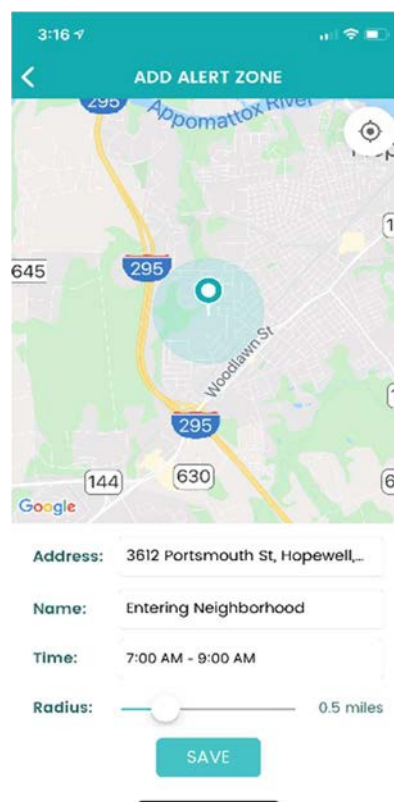 3:16
ADD ALERT ZONE
295
Appomattox River
645
295
Woodlawn St
295
144
630
Google
Address: 3612 Portsmouth St, Hopewell,...
Name: Entering Neighborhood
Time: 7:00 AM - 9:00 AM
Radius: 0.5 miles
SAVE